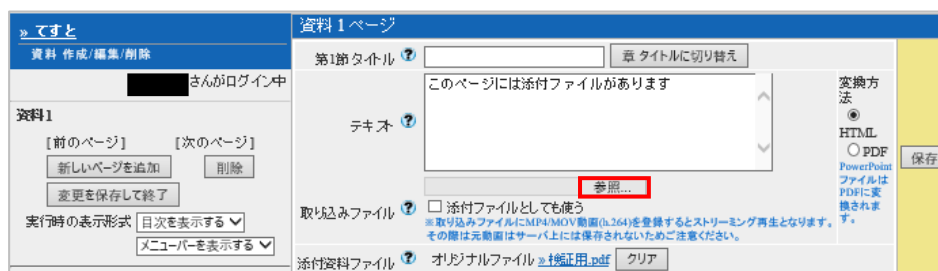 » てすと
資料 作成/編集/削除
さんがログイン中
資料1
[前のページ] [次のページ]
新しいページを追加 削除
変更を保存して終了
実行時の表示形式 目次を表示する
メニューバーを表示する
資料 1 ページ
第1節 タイトル ? 章 タイトルに切り替え
テキスト ? このページには添付ファイルがあります
変換方法
HTML
PDF
PowerPointファイルはPDFに変換されます。
保存
参照...
取り込みファイル ? 添付ファイルとしても使う
※取り込みファイルにMP4/MOV動画(h.264)を登録するとストリーミング再生となります。
その際は元動画はサーバ上には保存されないためご注意ください。
添付資料ファイル ? オリジナルファイル » 検証用.pdf クリア